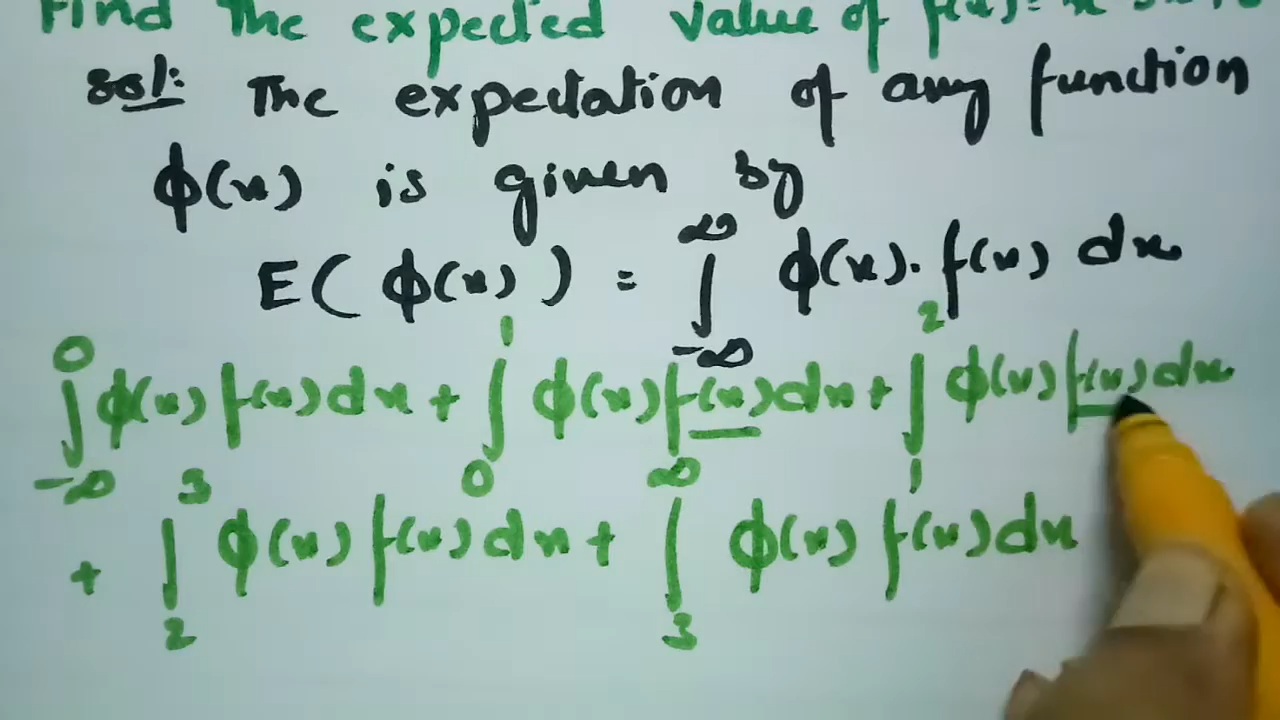 Find the expected value of
Sol: The expectation of any function
ϕ(x) is given by
E( ϕ(x) ) = ∫_{-∞}^{∞} ϕ(x). f(x) dx
∫_{-∞}^{0} ϕ(x) f(x) dx + ∫_{0}^{1} ϕ(x) f(x) dx + ∫_{1}^{2} ϕ(x) f(x) dx
+ ∫_{2}^{3} ϕ(x) f(x) dx + ∫_{3}^{∞} ϕ(x) f(x) dx